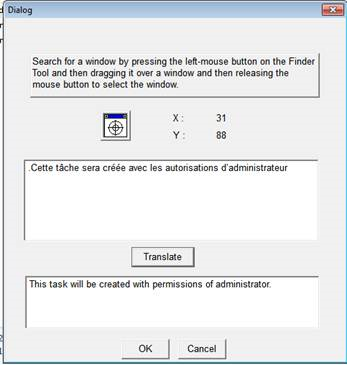 Dialog
Search for a window by pressing the left-mouse button on the Finder
Tool and then dragging it over a window and then releasing the
mouse button to select the window.
X : 31
Y : 88
.Cette tâche sera créée avec les autorisations d'administrateur
Translate
This task will be created with permissions of administrator.
OK Cancel